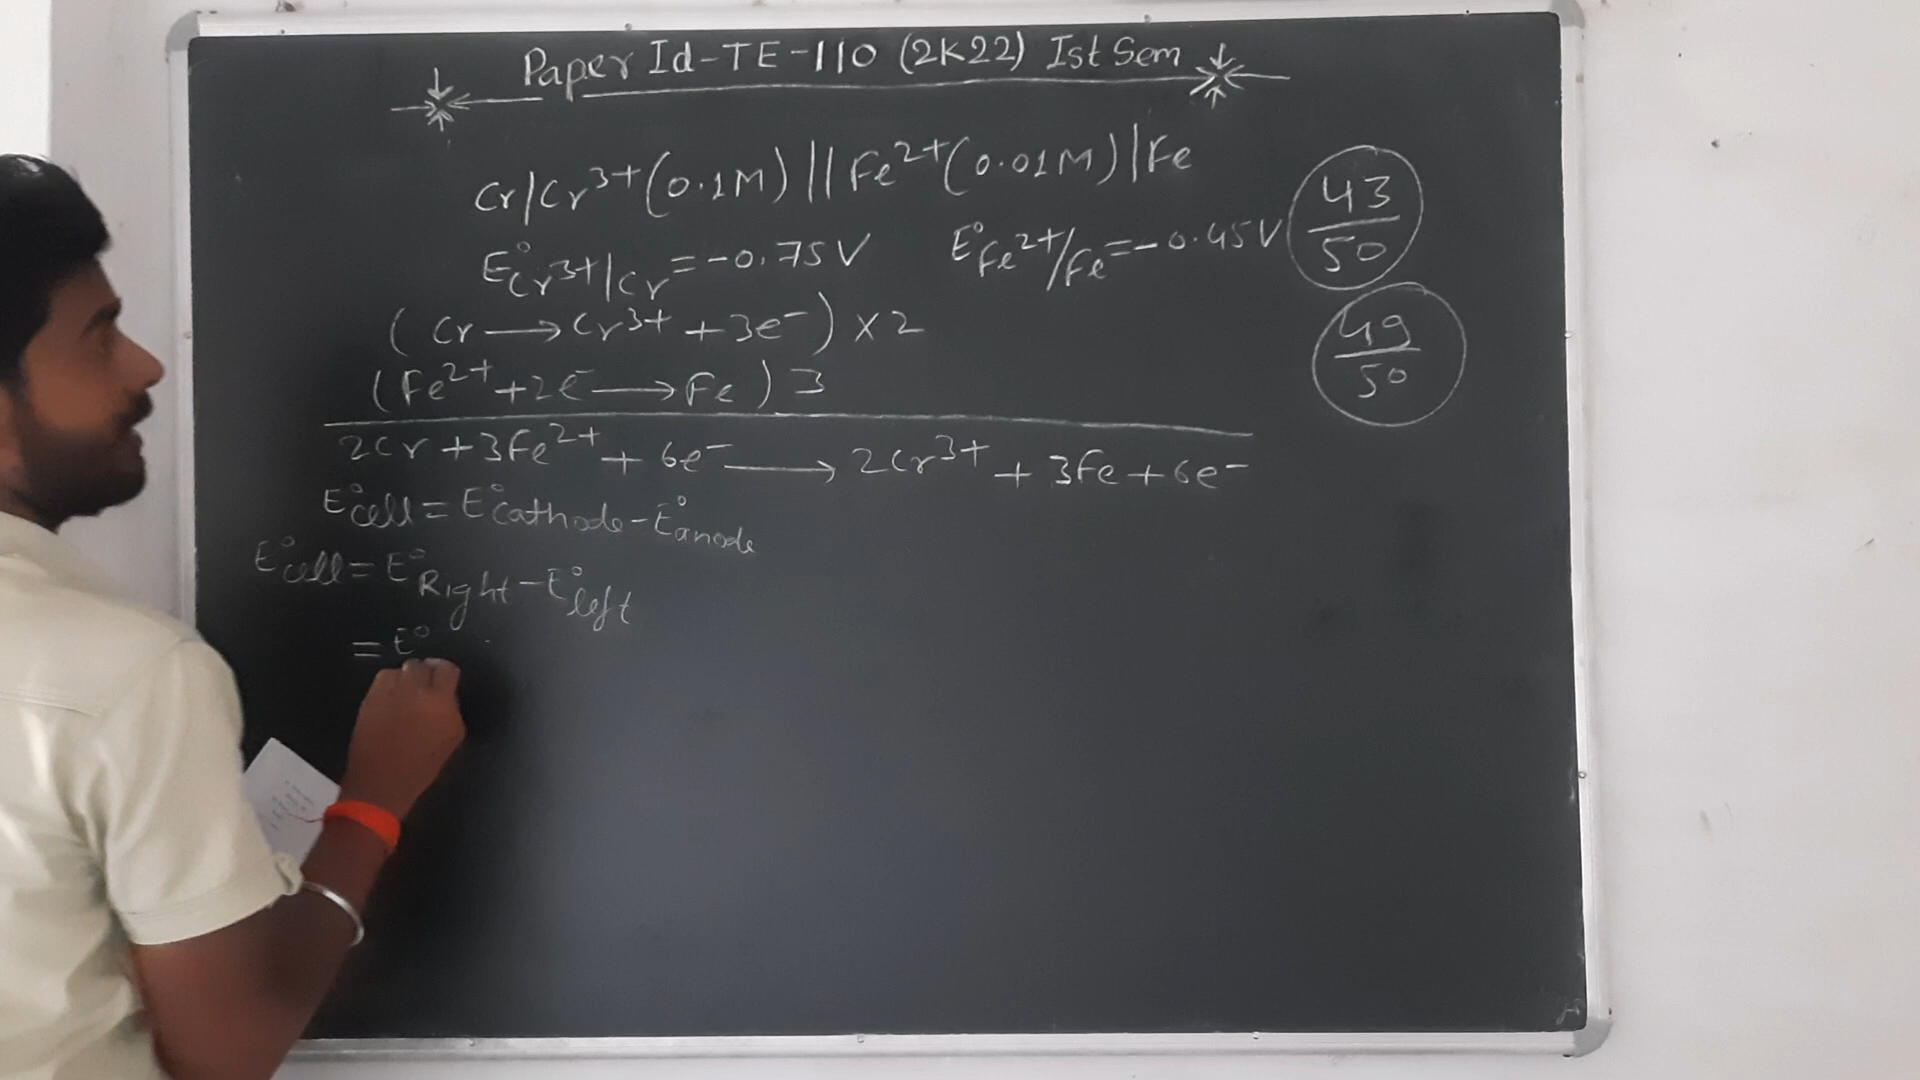 Paper Id-TE-110 (2K22) Ist Sem
Cr/Cr³⁺(0.1M)||Fe²⁺(0.01M)|Fe
E°Cr³⁺/Cr=-0.75V E°Fe²⁺/Fe=-0.45V
43/50
(Cr⟶Cr³⁺+3e⁻)×2
49/50
(Fe²⁺+2e⁻⟶Fe)3
2Cr+3Fe²⁺+6e⁻⟶2Cr³⁺+3Fe+6e⁻
E°cell=E°Cathode-E°anode
E°cell=E°Right-E°left
=E°